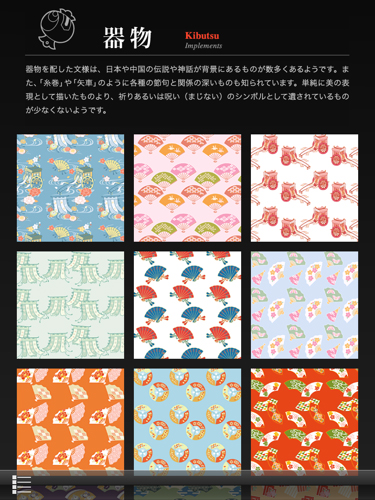 器物
Kibutsu
Implements
器物を配した文様は、日本や中国の伝説や神話が背景にあるものが数多くあるようです。ま
た、「糸巻」や「矢車」のように各種の節句と関係の深いものも知られています。単純に美の表
現として描いたものより、祈りあるいは呪い（まじない）のシンボルとして遺されているもの
が少なくないようです。